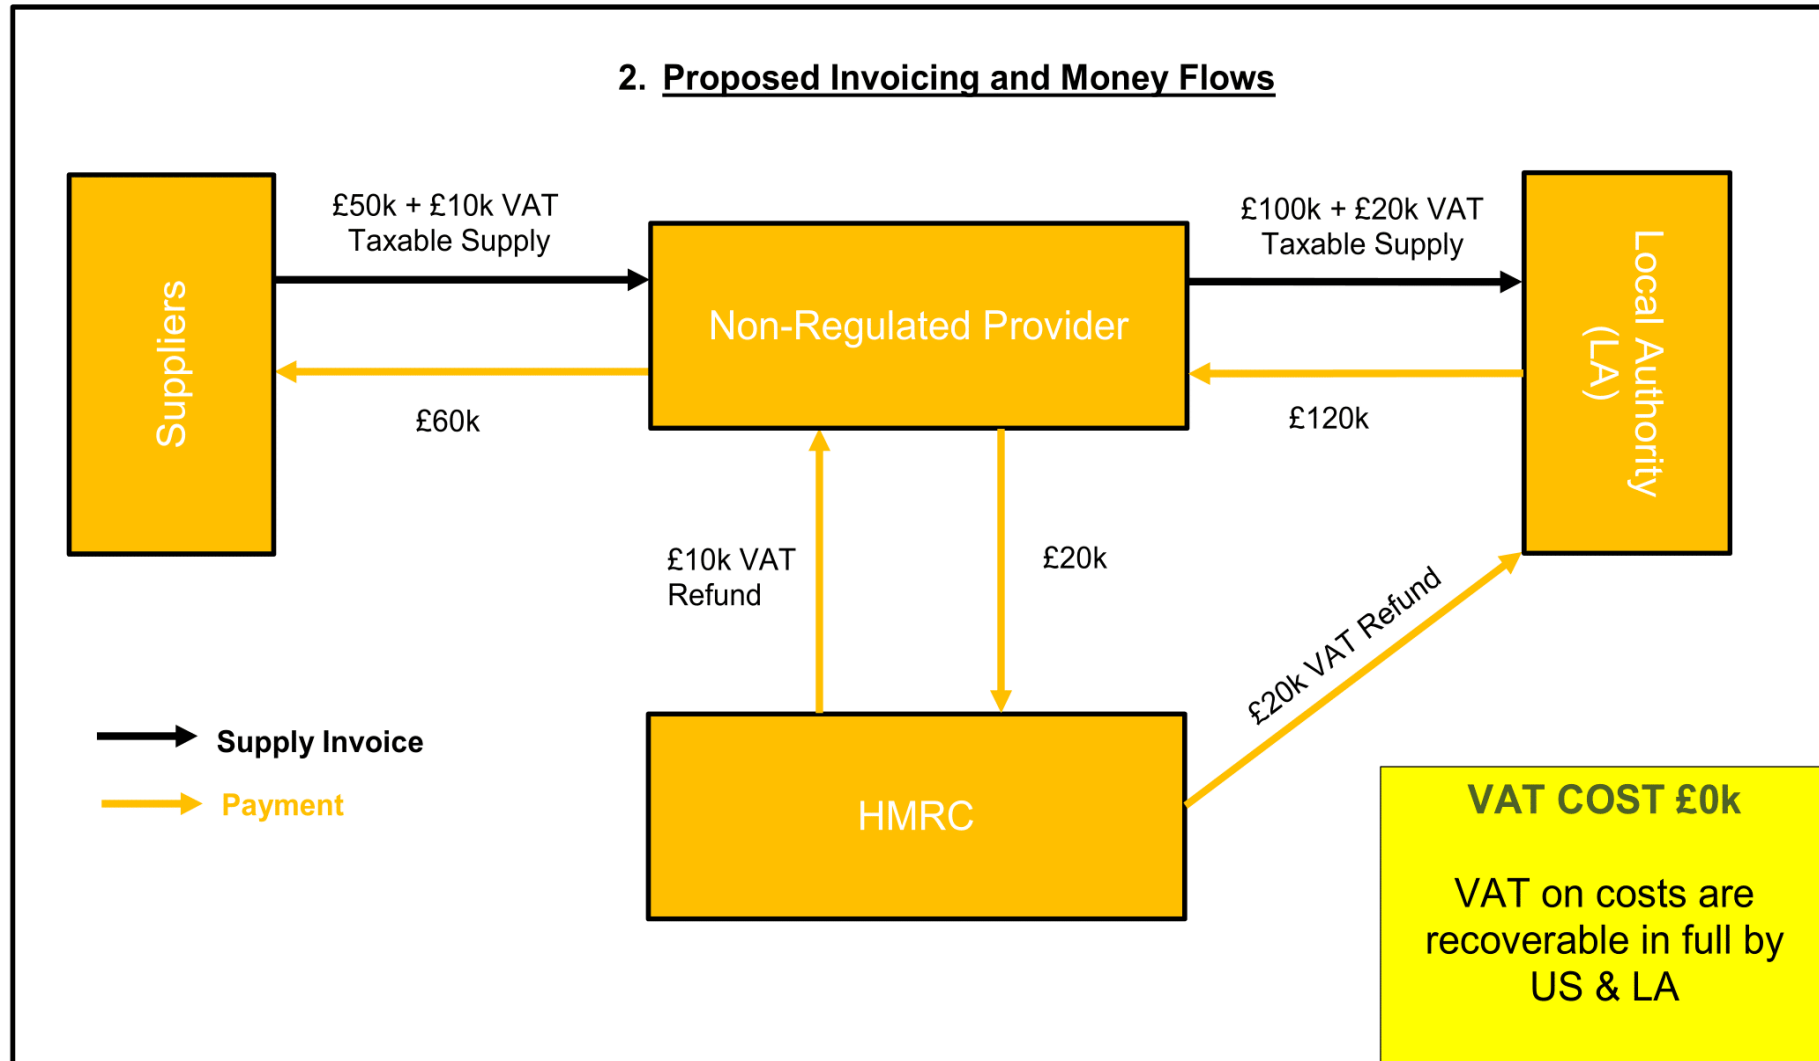 2. Proposed Invoicing and Money Flows
£50k + £10k VAT
Taxable Supply
£100k + £20k VAT
Taxable Supply
Suppliers
Non-Regulated Provider
Local Authority
(LA)
£60k
£120k
£10k VAT
Refund
£20k
£20k VAT Refund
Supply Invoice
Payment
HMRC
VAT COST £0k
VAT on costs are
recoverable in full by
US & LA